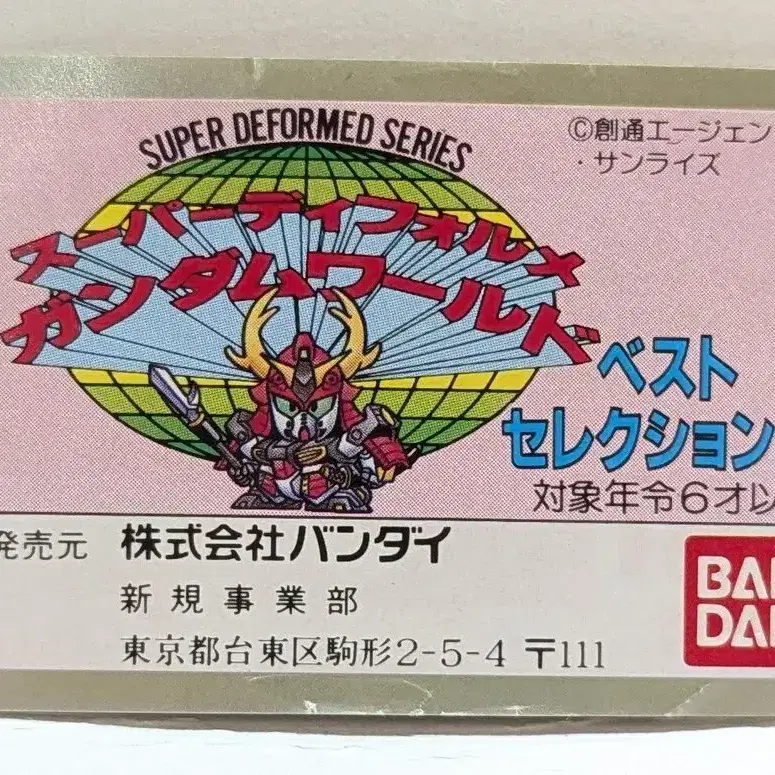 SUPER DEFORMED SERIES
©創通エージェン
・サンライズ
スーパーディフォルメ
ガンダムワールド
ベスト
セレクション
対象年令6才以
発売元 株式会社バンダイ
新規事業部
東京都台東区駒形2-5-4 〒111
BAN
DAI